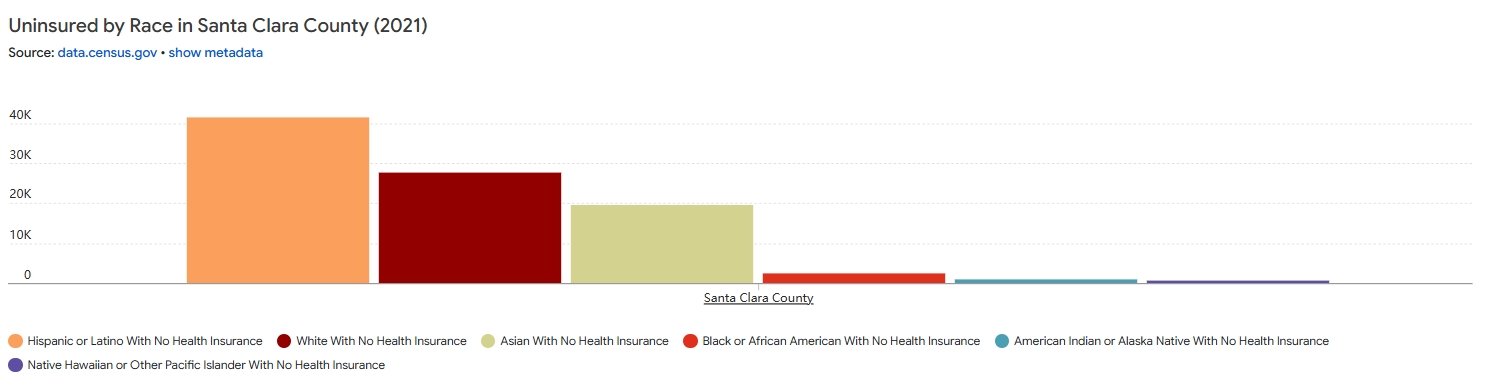 Uninsured by Race in Santa Clara County (2021)
Source: data.census.gov • show metadata
40K
30K
20K
10K
0
Santa Clara County
Hispanic or Latino With No Health Insurance White With No Health Insurance Asian With No Health Insurance Black or African American With No Health Insurance American Indian or Alaska Native With No Health Insurance
Native Hawaiian or Other Pacific Islander With No Health Insurance